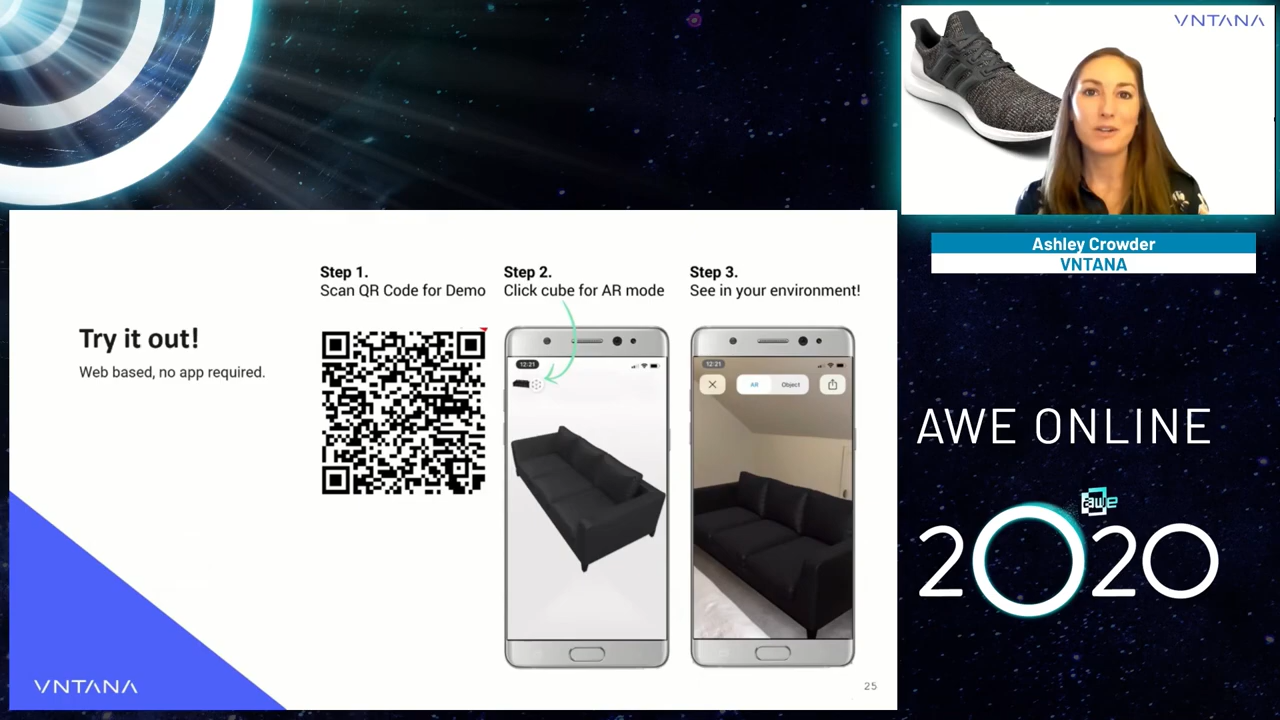 VNTANA
Ashley Crowder
VNTANA
Step 1.
Scan QR Code for Demo
Step 2.
Click cube for AR mode
Step 3.
See in your environment!
Try it out!
Web based, no app required.
12:21
12:21
AR
Object
VNTANA
25
AWE ONLINE
awe
2020